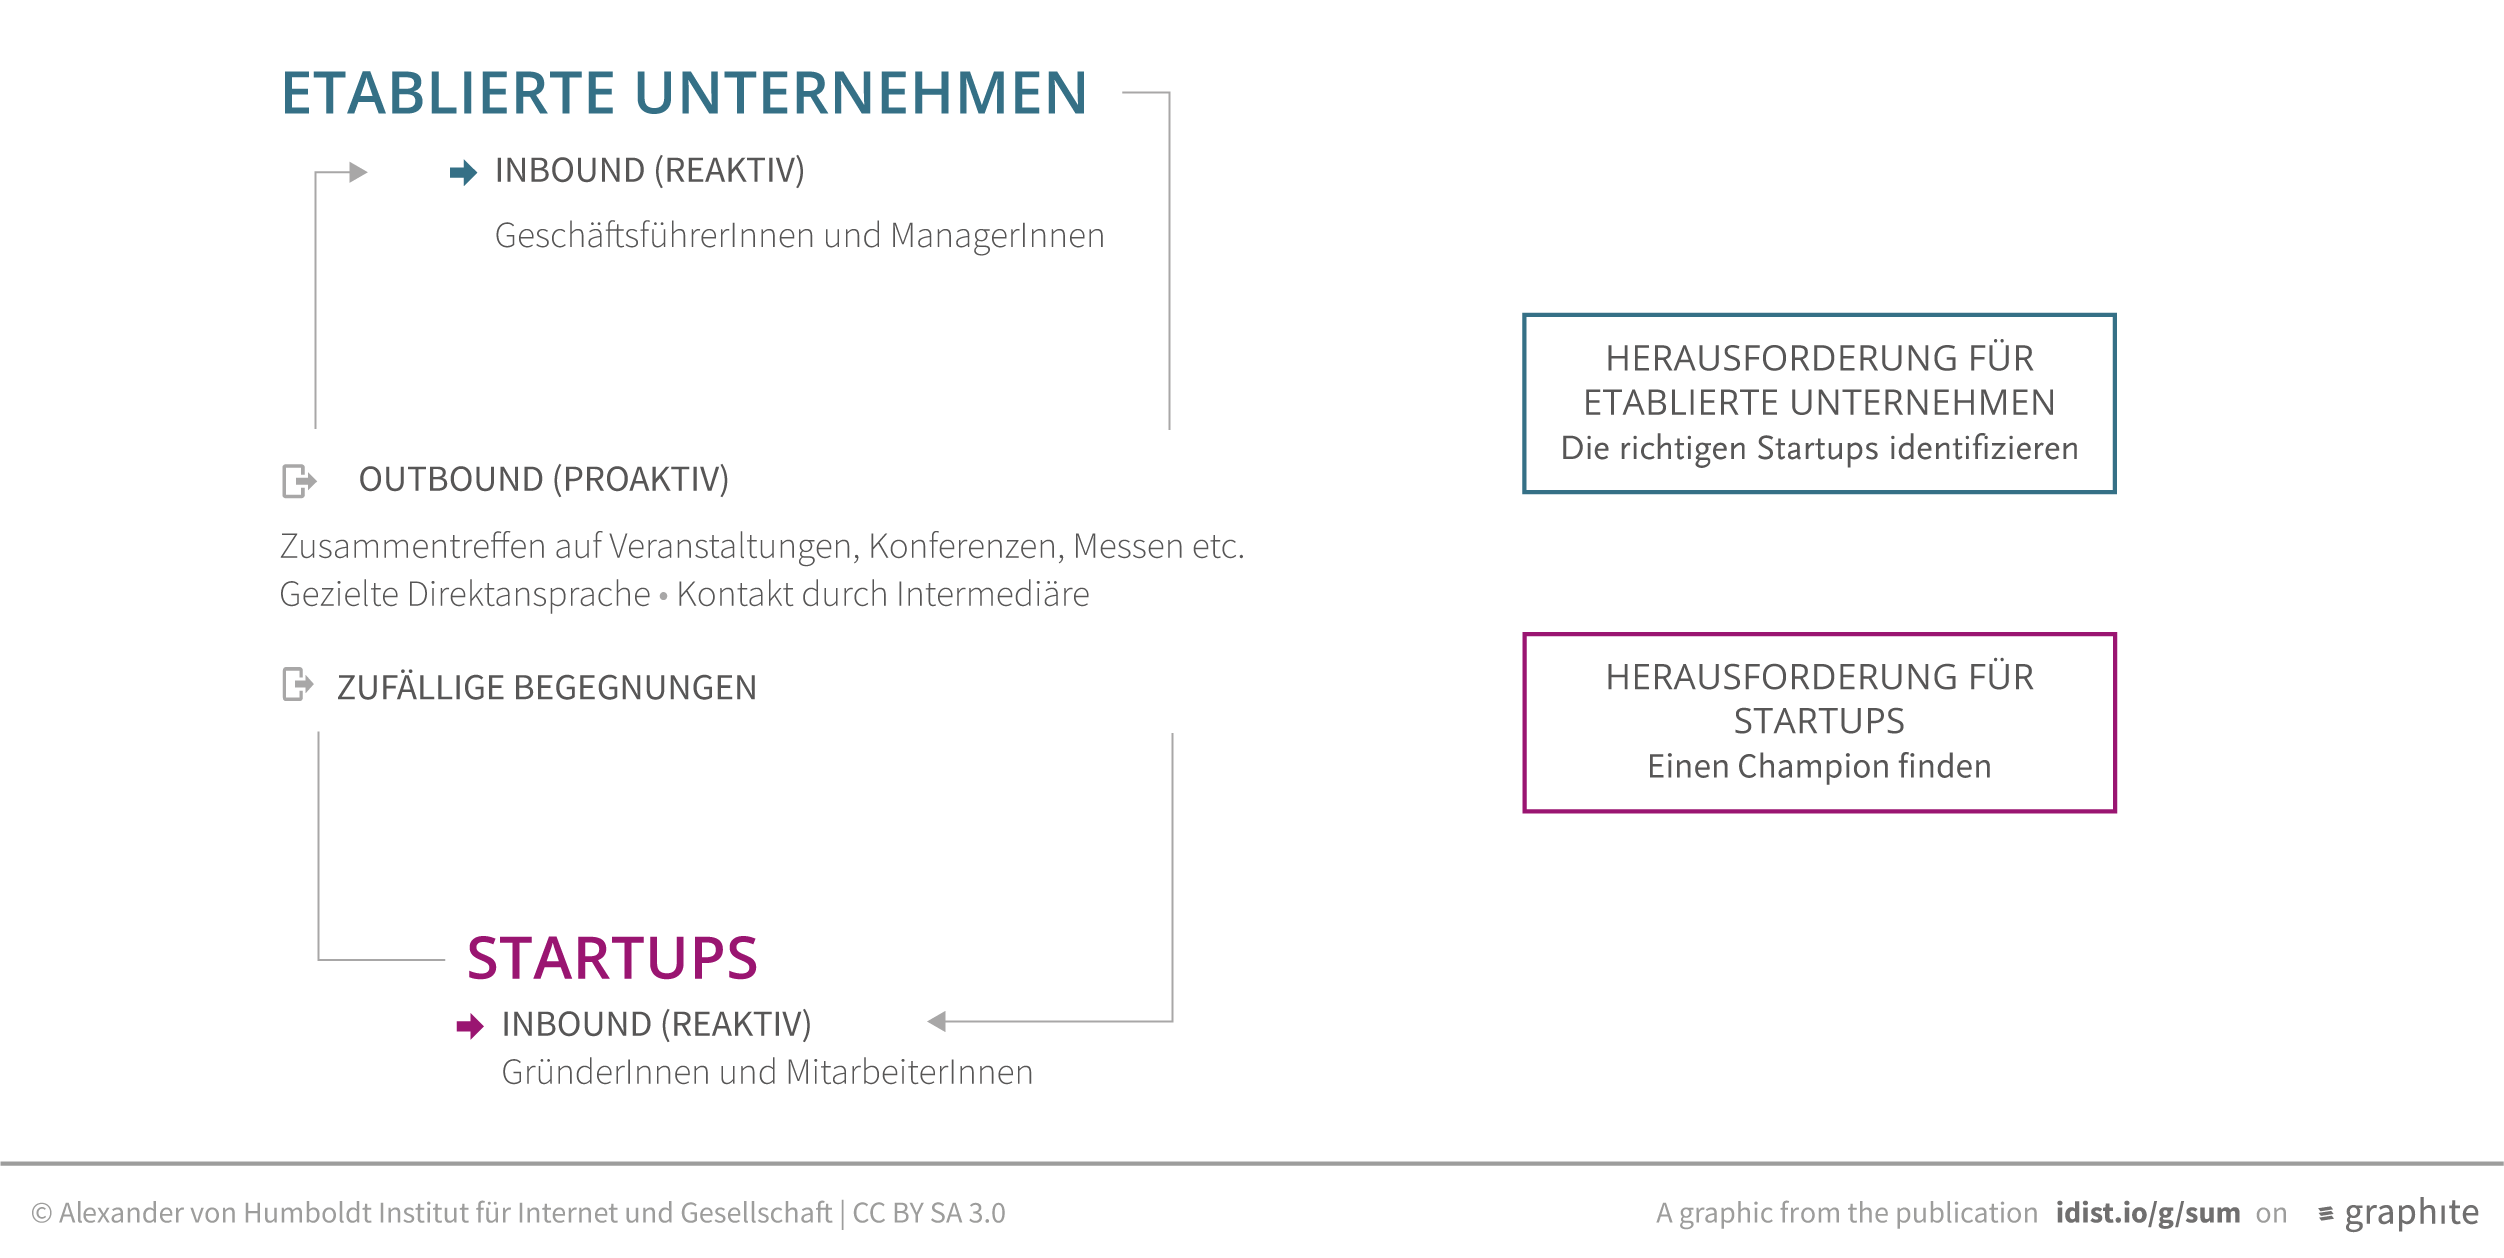 ETABLIERTE UNTERNEHMEN
INBOUND (REAKTIV)
GeschäftsführerInnen und ManagerInnen
OUTBOUND (PROAKTIV)
Zusammentreffen auf Veranstaltungen, Konferenzen, Messen etc.
Gezielte Direktansprache • Kontakt durch Intermediäre
ZUFÄLLIGE BEGEGNUNGEN
STARTUPS
INBOUND (REAKTIV)
GründerInnen und MitarbeiterInnen
HERAUSFORDERUNG FÜR
ETABLIERTE UNTERNEHMEN
Die richtigen Startups identifizieren
HERAUSFORDERUNG FÜR
STARTUPS
Einen Champion finden
© Alexander von Humboldt Institut für Internet und Gesellschaft | CC BY SA 3.0
A graphic from the publication idist.io/g/sum on graphite